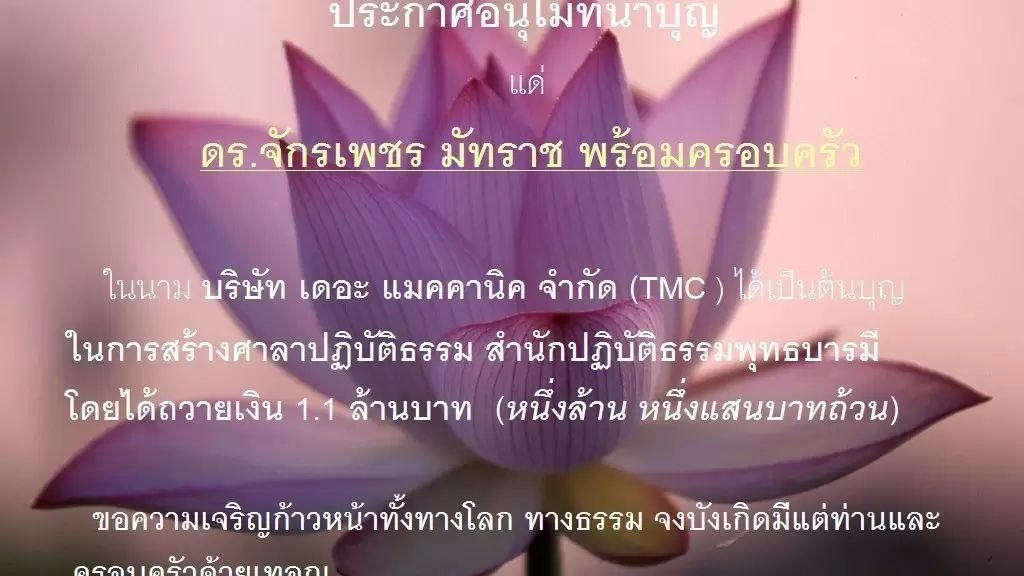 ประกาศอนุโมทนาบุญ
แด่
ดร.จักรเพชร มัทราช พร้อมครอบครัว
ในนาม บริษัท เดอะ แมคคานิค จำกัด (TMC ) ได้เป็นต้นบุญ
ในการสร้างศาลาปฏิบัติธรรม สำนักปฏิบัติธรรมพุทธบารมี
โดยได้ถวายเงิน 1.1 ล้านบาท (หนึ่งล้าน หนึ่งแสนบาทถ้วน)
ขอความเจริญก้าวหน้าทั้งทางโลก ทางธรรม จงบังเกิดมีแต่ท่านและ
ครอบครัวด้วยเทอญ